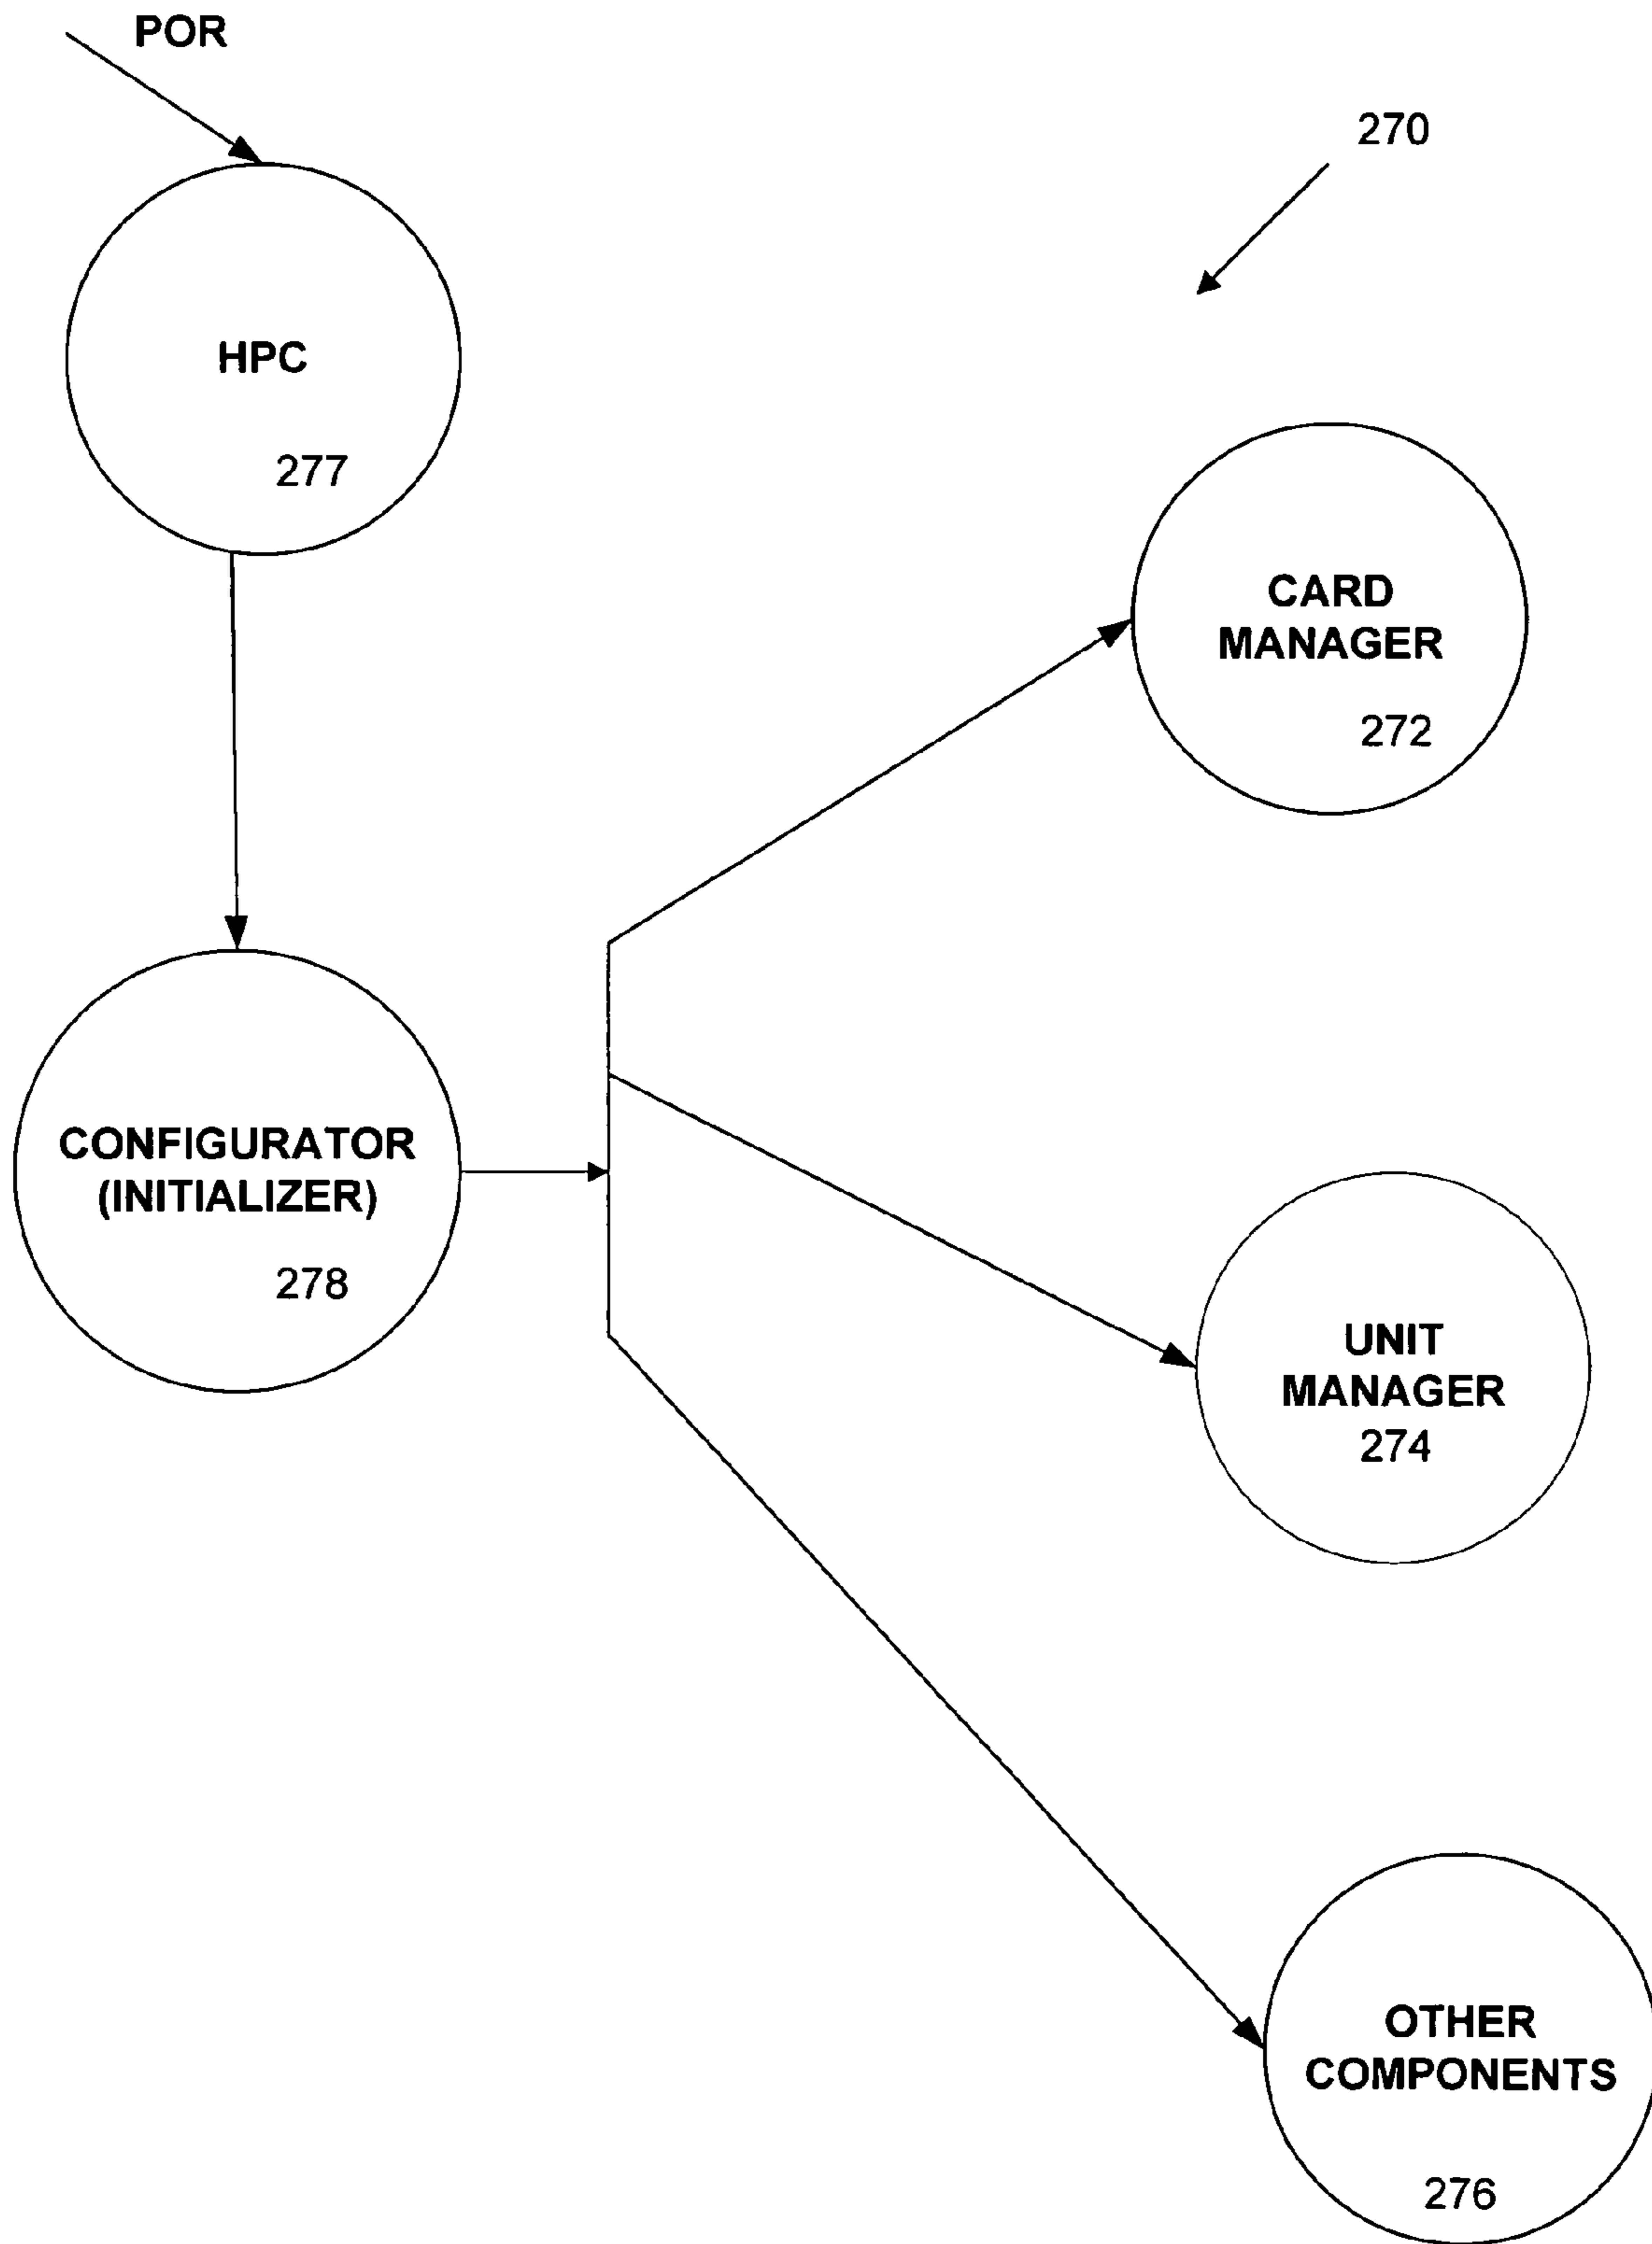 POR
270
HPC
277
CARD
MANAGER
272
CONFIGURATOR
(INITIALIZER)
278
UNIT
MANAGER
274
OTHER
COMPONENTS
276